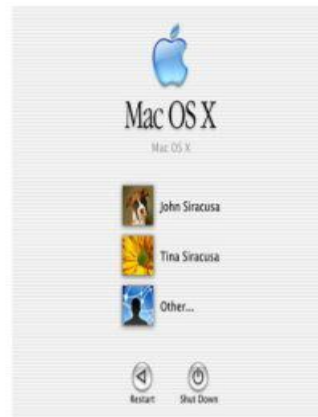 Mac OS X
Mac OS X
John Siracusa
Tina Siracusa
Other...
Restart Shut Down